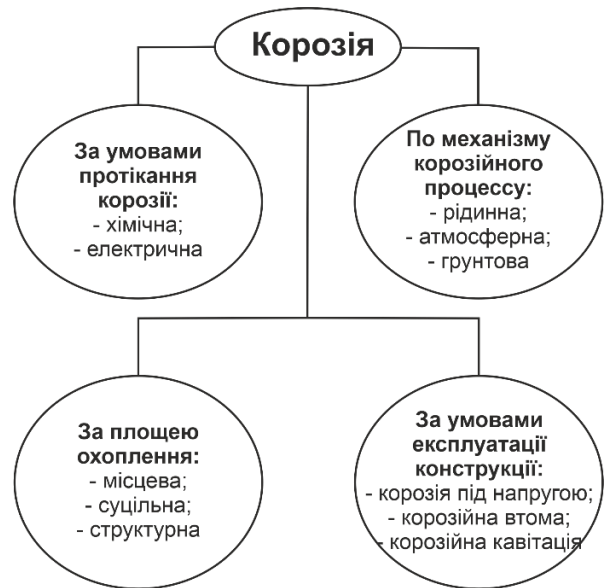 Корозія
За умовами
протікання
корозії:
- хімічна;
- електрична
По механізму
корозійного
процессу:
- рідинна;
- атмосферна;
- грунтова
За площею
охоплення:
- місцева;
- суцільна;
- структурна
За умовами
експлуатації
конструкції:
- корозія під напругою;
- корозійна втома;
- корозійна кавітація